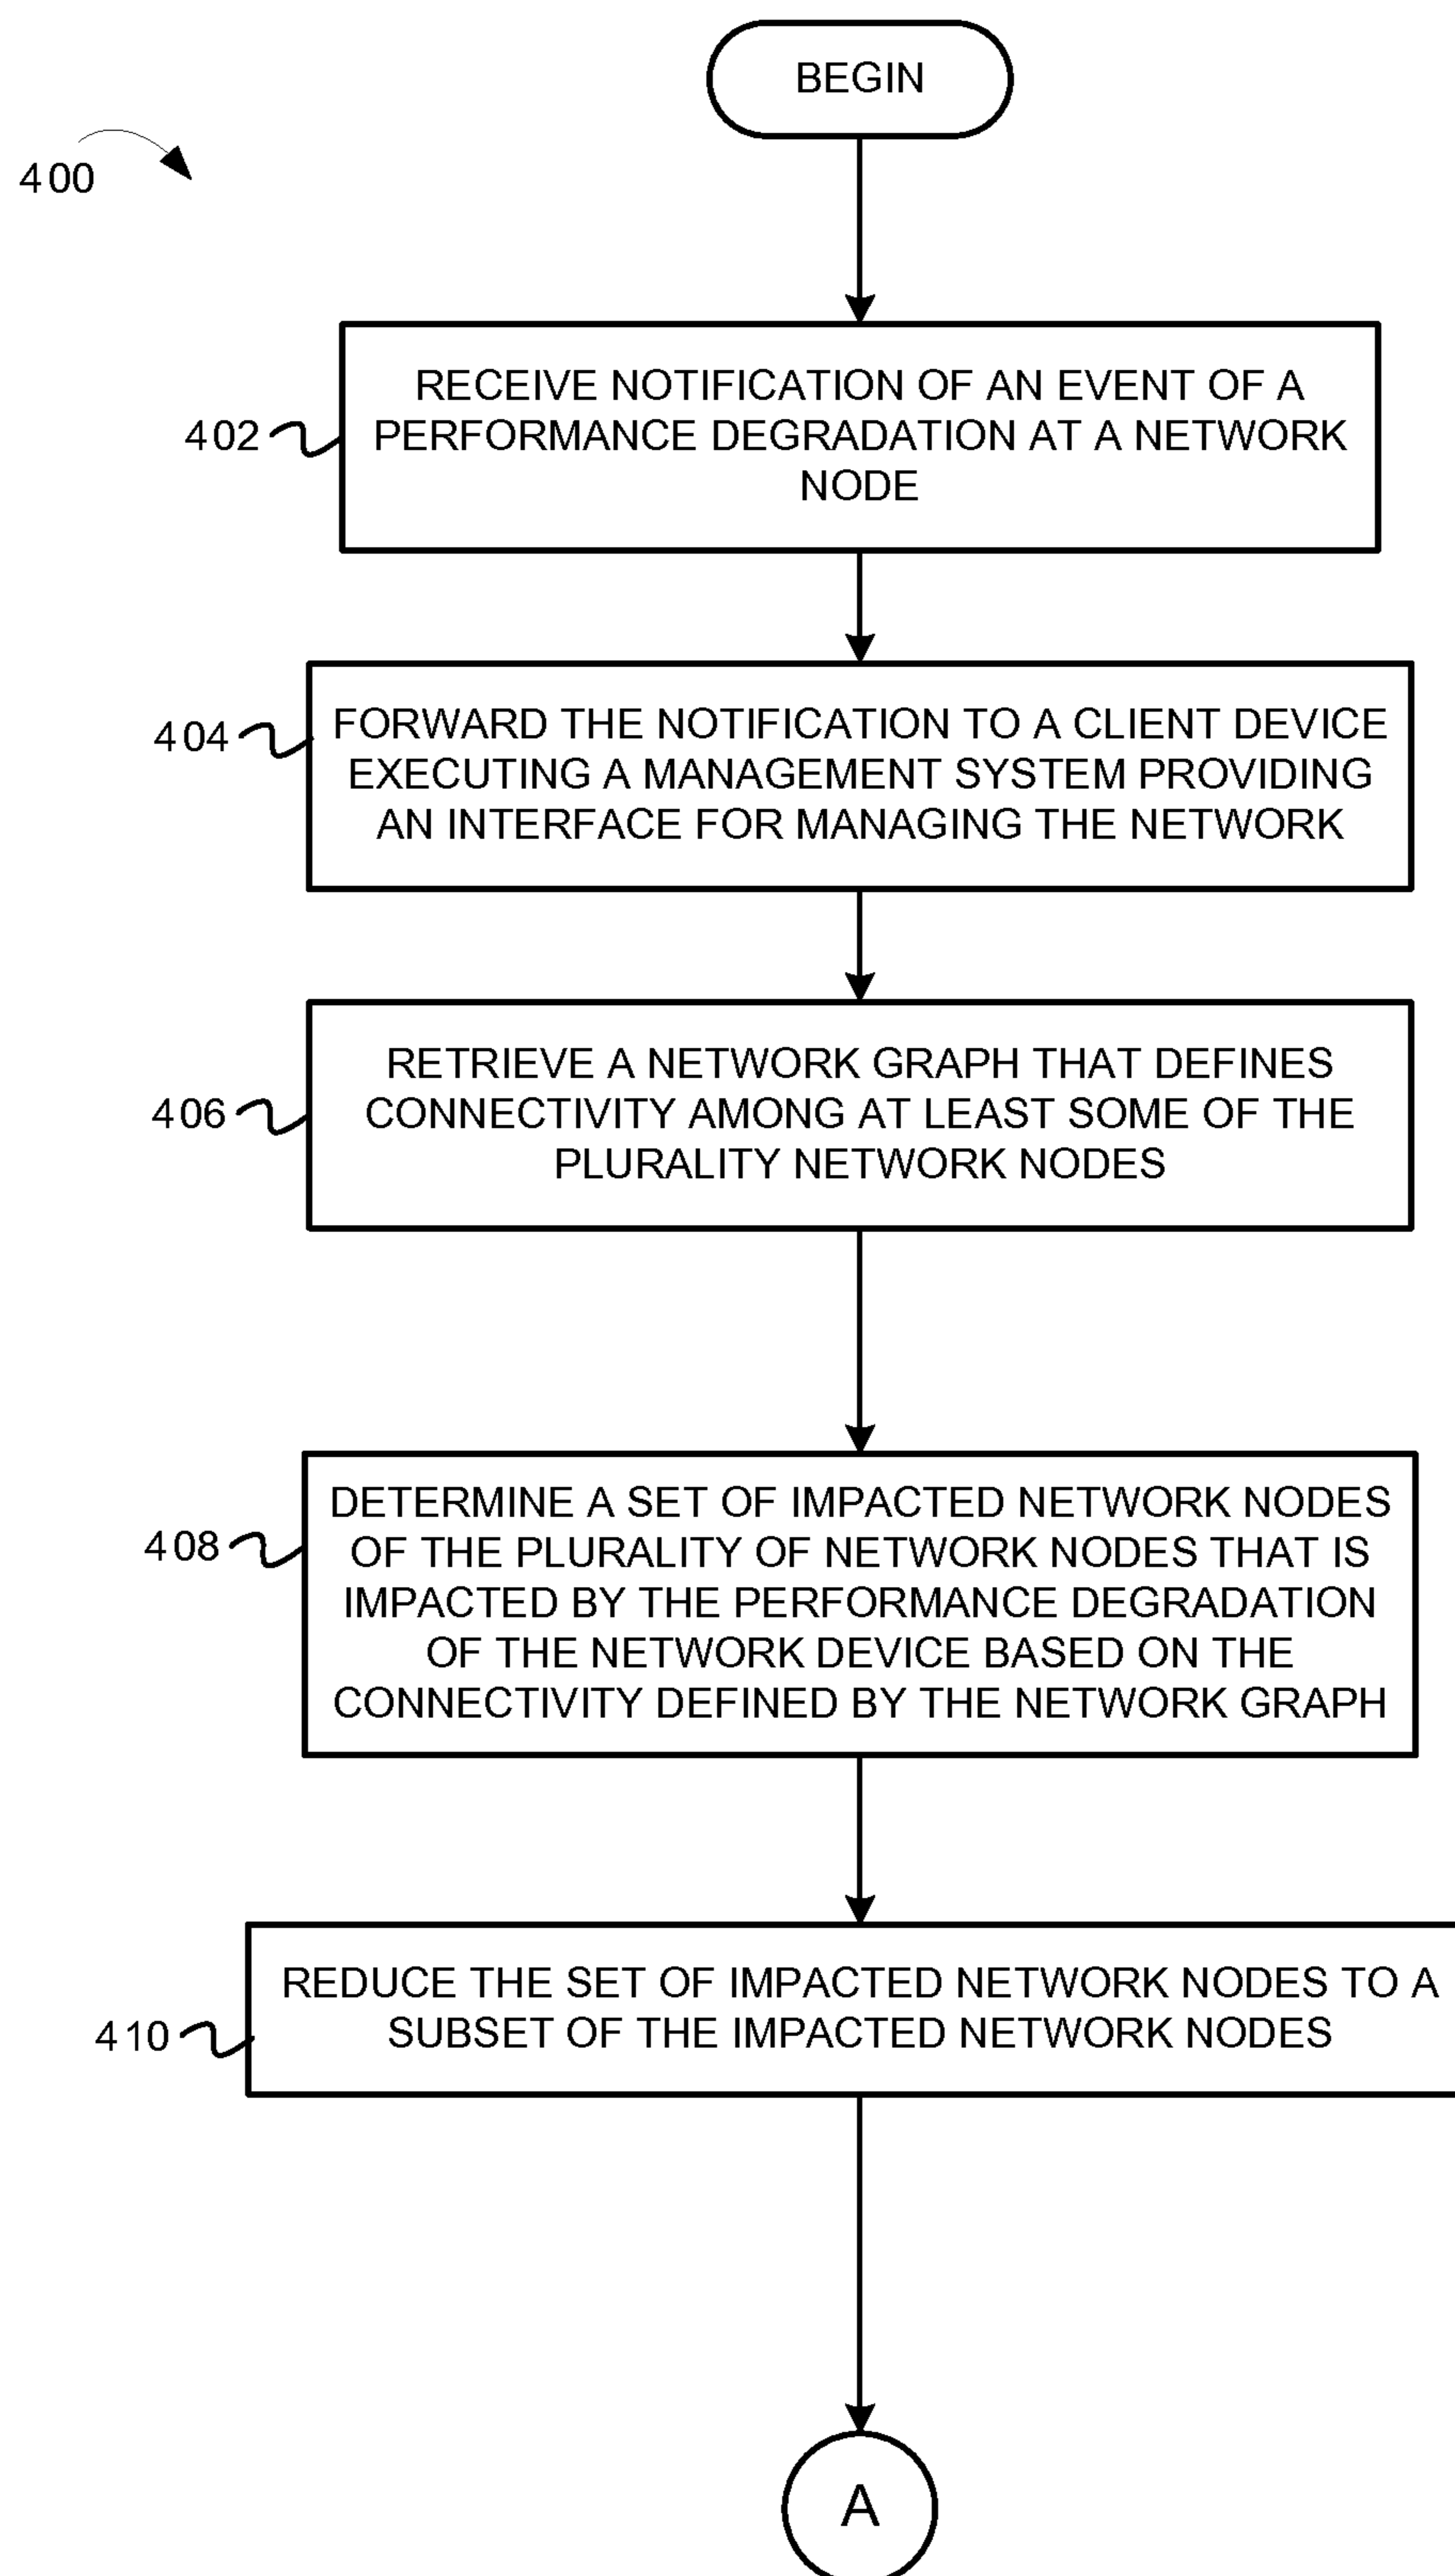 BEGIN
400
RECEIVE NOTIFICATION OF AN EVENT OF A
PERFORMANCE DEGRADATION AT A NETWORK
NODE
402
FORWARD THE NOTIFICATION TO A CLIENT DEVICE
EXECUTING A MANAGEMENT SYSTEM PROVIDING
AN INTERFACE FOR MANAGING THE NETWORK
404
RETRIEVE A NETWORK GRAPH THAT DEFINES
CONNECTIVITY AMONG AT LEAST SOME OF THE
PLURALITY NETWORK NODES
406
DETERMINE A SET OF IMPACTED NETWORK NODES
OF THE PLURALITY OF NETWORK NODES THAT IS
IMPACTED BY THE PERFORMANCE DEGRADATION
OF THE NETWORK DEVICE BASED ON THE
CONNECTIVITY DEFINED BY THE NETWORK GRAPH
408
REDUCE THE SET OF IMPACTED NETWORK NODES TO A
SUBSET OF THE IMPACTED NETWORK NODES
410
A